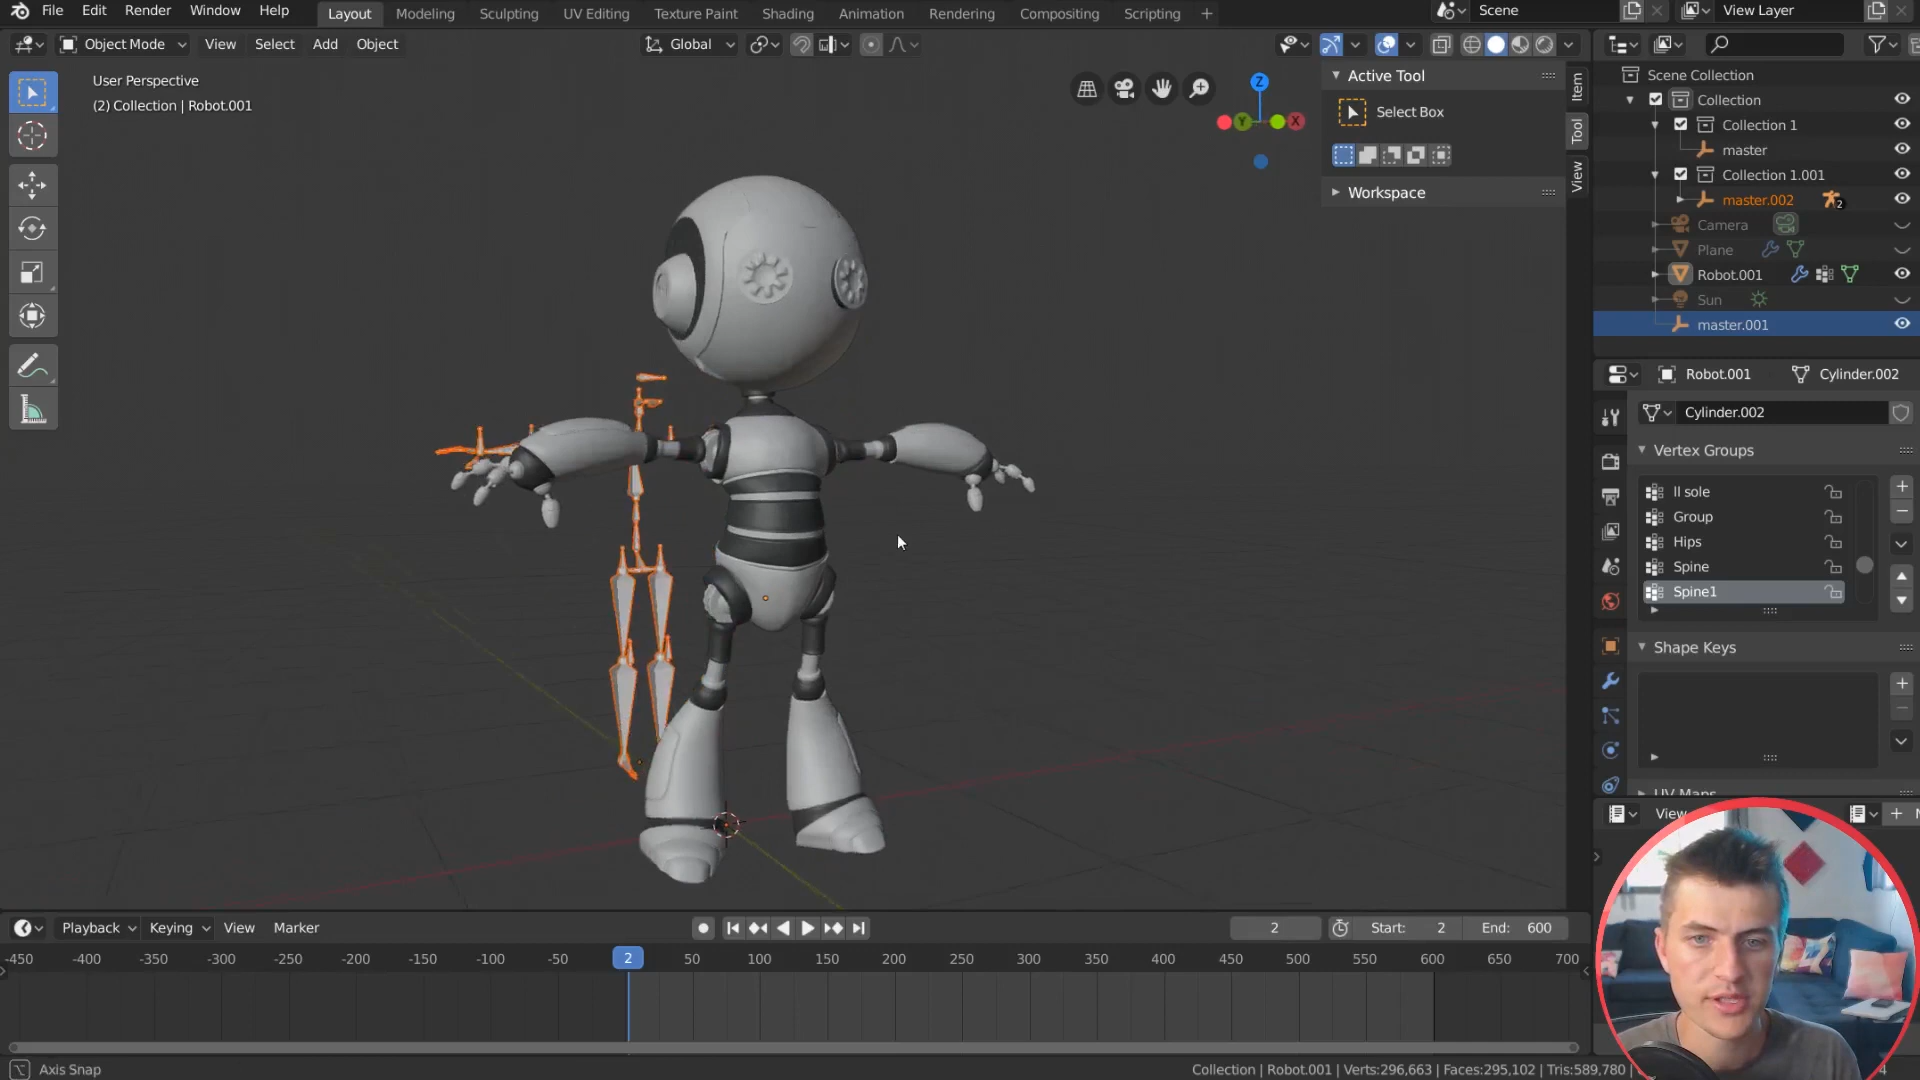 File Edit Render Window Help Layout Modeling Sculpting UV Editing Texture Paint Shading Animation Rendering Compositing Scripting + Scene View Layer
Object Mode View Select Add Object Global
User Perspective
(2) Collection | Robot.001
Z
Y
X
Active Tool
Select Box
Workspace
Item
Tool
View
Scene Collection
Collection
Collection 1
master
Collection 1.001
master.002 2
Camera
Plane
Robot.001
Sun
master.001
Robot.001 Cylinder.002
Cylinder.002
Vertex Groups
ll sole
Group
Hips
Spine
Spine1
Shape Keys
UV Maps
View
Playback Keying View Marker 2 Start: 2 End: 600
-450 -400 -350 -300 -250 -200 -150 -100 -50 2 50 100 150 200 250 300 350 400 450 500 550 600 650 700
Axis Snap
Collection | Robot.001 | Verts:296,663 | Faces:295,102 | Tris:589,780 |